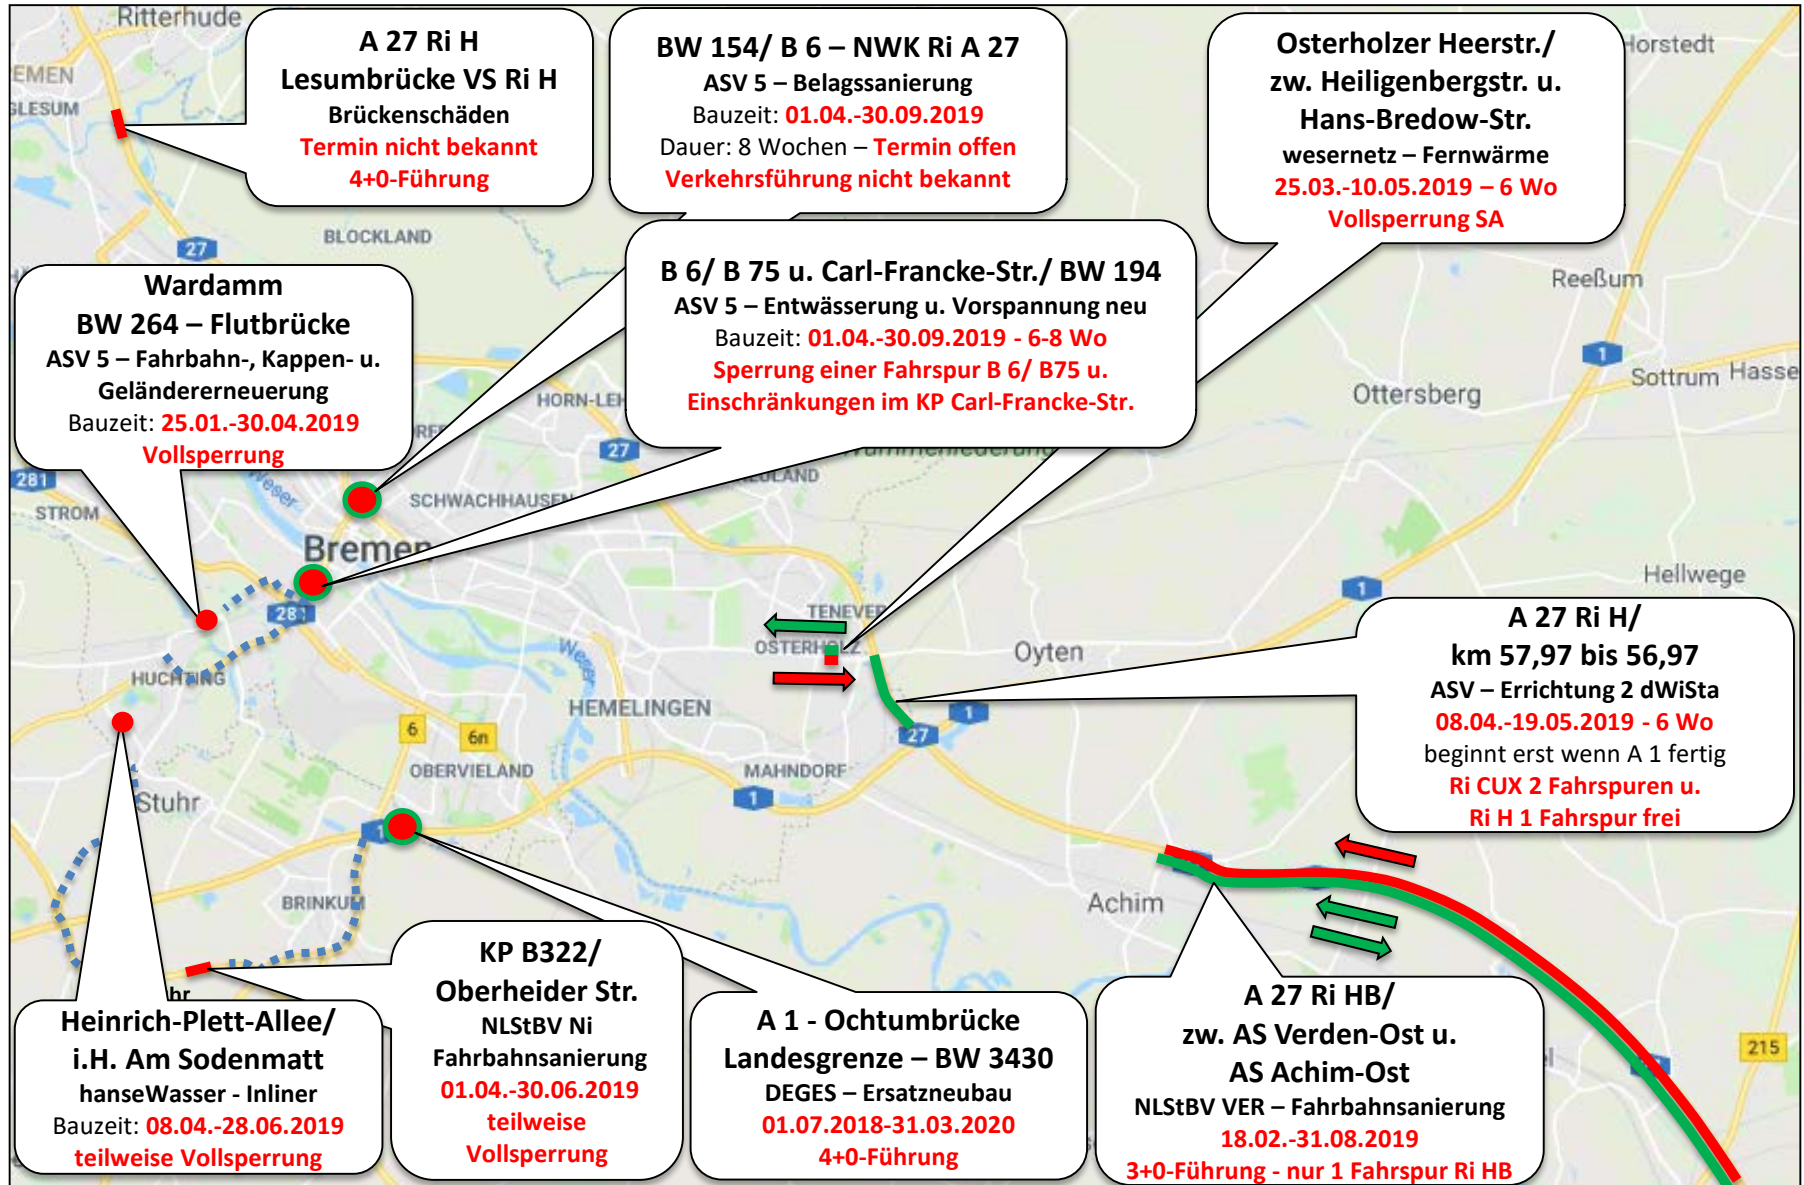 Ritterhude
EMEN
GLESUM
A 27 Ri H
Lesumbrücke VS Ri H
Brückenschäden
Termin nicht bekannt
4+0-Führung
BW 154/ B 6 – NWK Ri A 27
ASV 5 – Belagssanierung
Bauzeit: 01.04.-30.09.2019
Dauer: 8 Wochen – Termin offen
Verkehrsführung nicht bekannt
Osterholzer Heerstr./
zw. Heiligenbergstr. u.
Hans-Bredow-Str.
wesernetz – Fernwärme
25.03.-10.05.2019 – 6 Wo
Vollsperrung SA
Horstedt
BLOCKLAND
27
Wardamm
BW 264 – Flutbrücke
ASV 5 – Fahrbahn-, Kappen- u.
Geländererneuerung
Bauzeit: 25.01.-30.04.2019
Vollsperrung
B 6/ B 75 u. Carl-Francke-Str./ BW 194
ASV 5 – Entwässerung u. Vorspannung neu
Bauzeit: 01.04.-30.09.2019 - 6-8 Wo
Sperrung einer Fahrspur B 6/ B75 u.
Einschränkungen im KP Carl-Francke-Str.
Reeßum
1
Sottrum
Hasse
Ottersberg
HORN-LEH
27
281
STROM
Weser
SCHWACHHAUSEN
Bremen
281
HUCHTING
TENEVER
OSTERHOLZ
Oyten
1
Hellwege
Weser
HEMELINGEN
6
6n
OBERVIELAND
MAHNDORF
1
1
27
A 27 Ri H/
km 57,97 bis 56,97
ASV – Errichtung 2 dWiSta
08.04.-19.05.2019 - 6 Wo
beginnt erst wenn A 1 fertig
Ri CUX 2 Fahrspuren u.
Ri H 1 Fahrspur frei
Stuhr
1
BRINKUM
Achim
215
hr
Heinrich-Plett-Allee/
i.H. Am Sodenmatt
hanseWasser - Inliner
Bauzeit: 08.04.-28.06.2019
teilweise Vollsperrung
KP B322/
Oberheider Str.
NLStBV Ni
Fahrbahnsanierung
01.04.-30.06.2019
teilweise
Vollsperrung
A 1 - Ochtumbrücke
Landesgrenze – BW 3430
DEGES – Ersatzneubau
01.07.2018-31.03.2020
4+0-Führung
A 27 Ri HB/
zw. AS Verden-Ost u.
AS Achim-Ost
NLStBV VER – Fahrbahnsanierung
18.02.-31.08.2019
3+0-Führung - nur 1 Fahrspur Ri HB